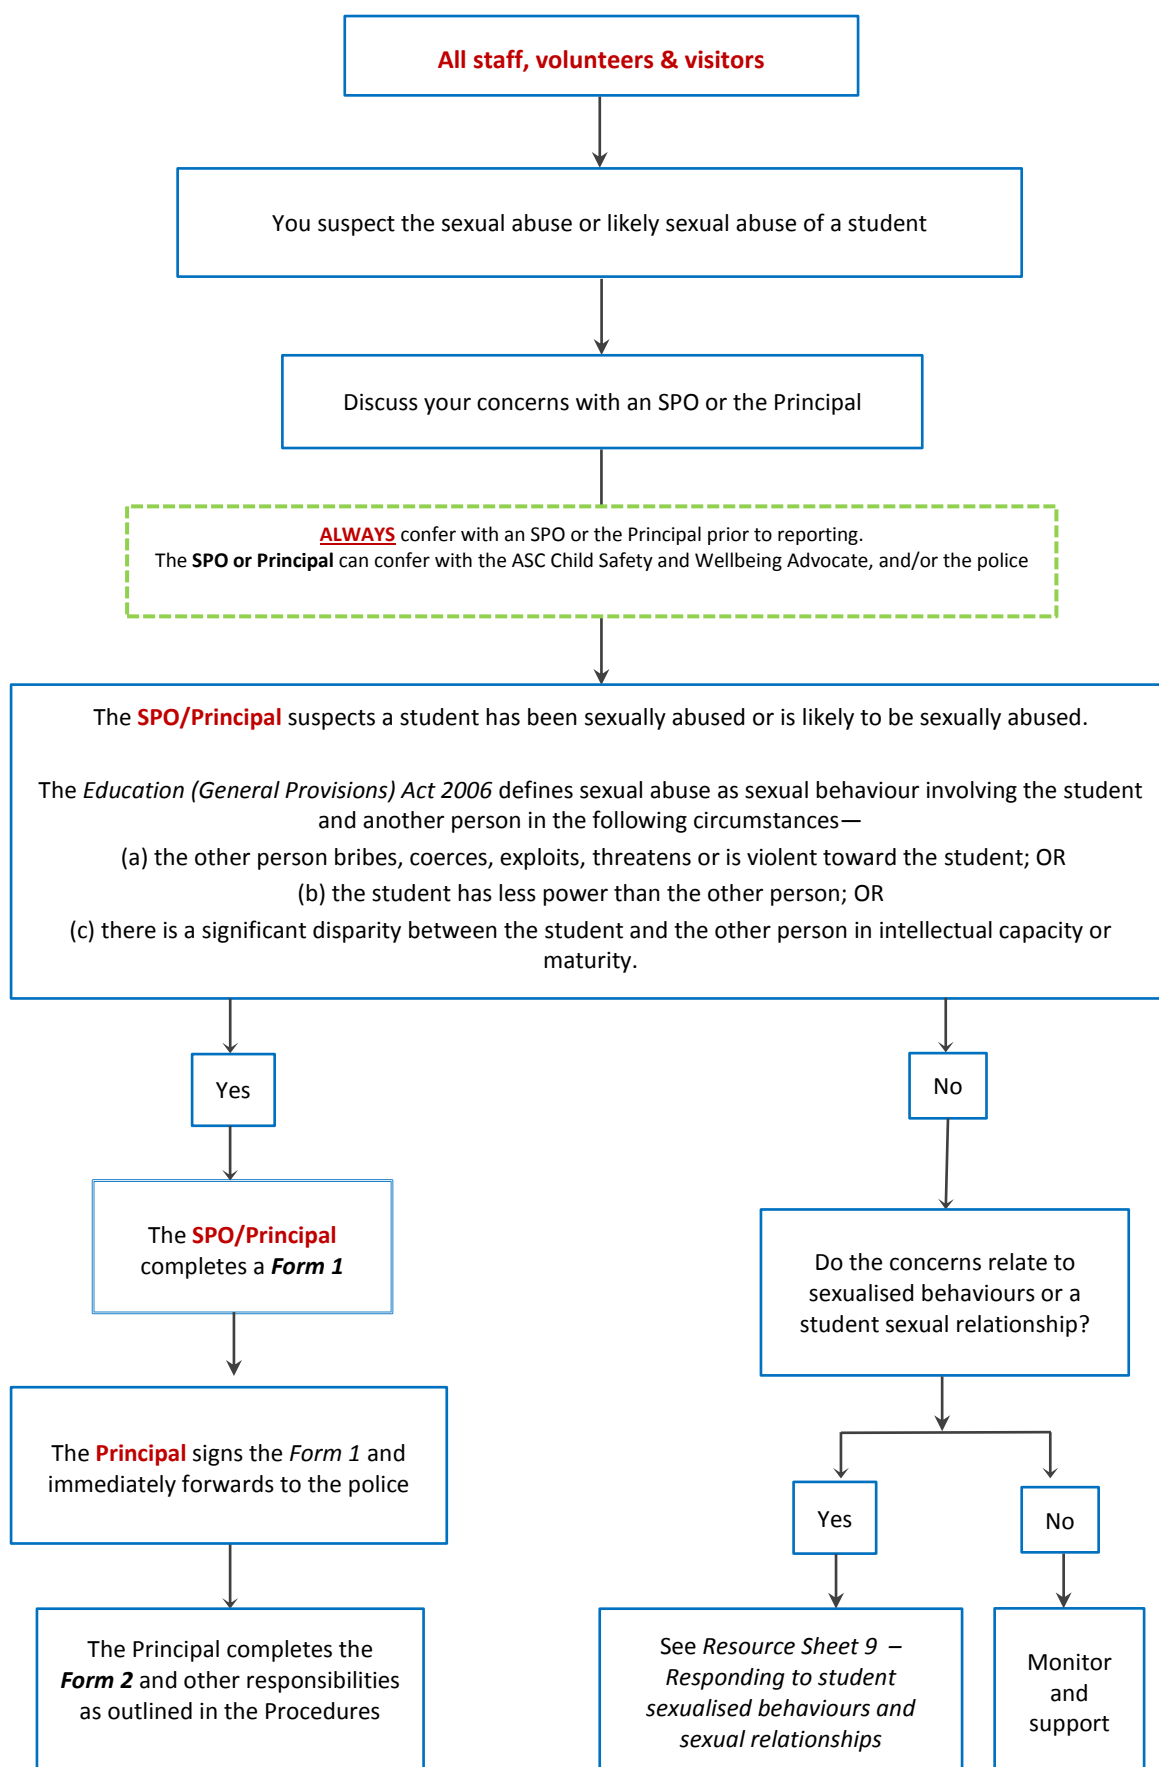 All staff, volunteers & visitors
You suspect the sexual abuse or likely sexual abuse of a student
Discuss your concerns with an SPO or the Principal
ALWAYS confer with an SPO or the Principal prior to reporting.
The SPO or Principal can confer with the ASC Child Safety and Wellbeing Advocate, and/or the police
The SPO/Principal suspects a student has been sexually abused or is likely to be sexually abused.
The Education (General Provisions) Act 2006 defines sexual abuse as sexual behaviour involving the student
and another person in the following circumstances—
(a) the other person bribes, coerces, exploits, threatens or is violent toward the student; OR
(b) the student has less power than the other person; OR
(c) there is a significant disparity between the student and the other person in intellectual capacity or
maturity.
Yes
The SPO/Principal
completes a Form 1
The Principal signs the Form 1 and
immediately forwards to the police
The Principal completes the
Form 2 and other responsibilities
as outlined in the Procedures
No
Do the concerns relate to
sexualised behaviours or a
student sexual relationship?
Yes
See Resource Sheet 9 –
Responding to student
sexualised behaviours and
sexual relationships
No
Monitor
and
support